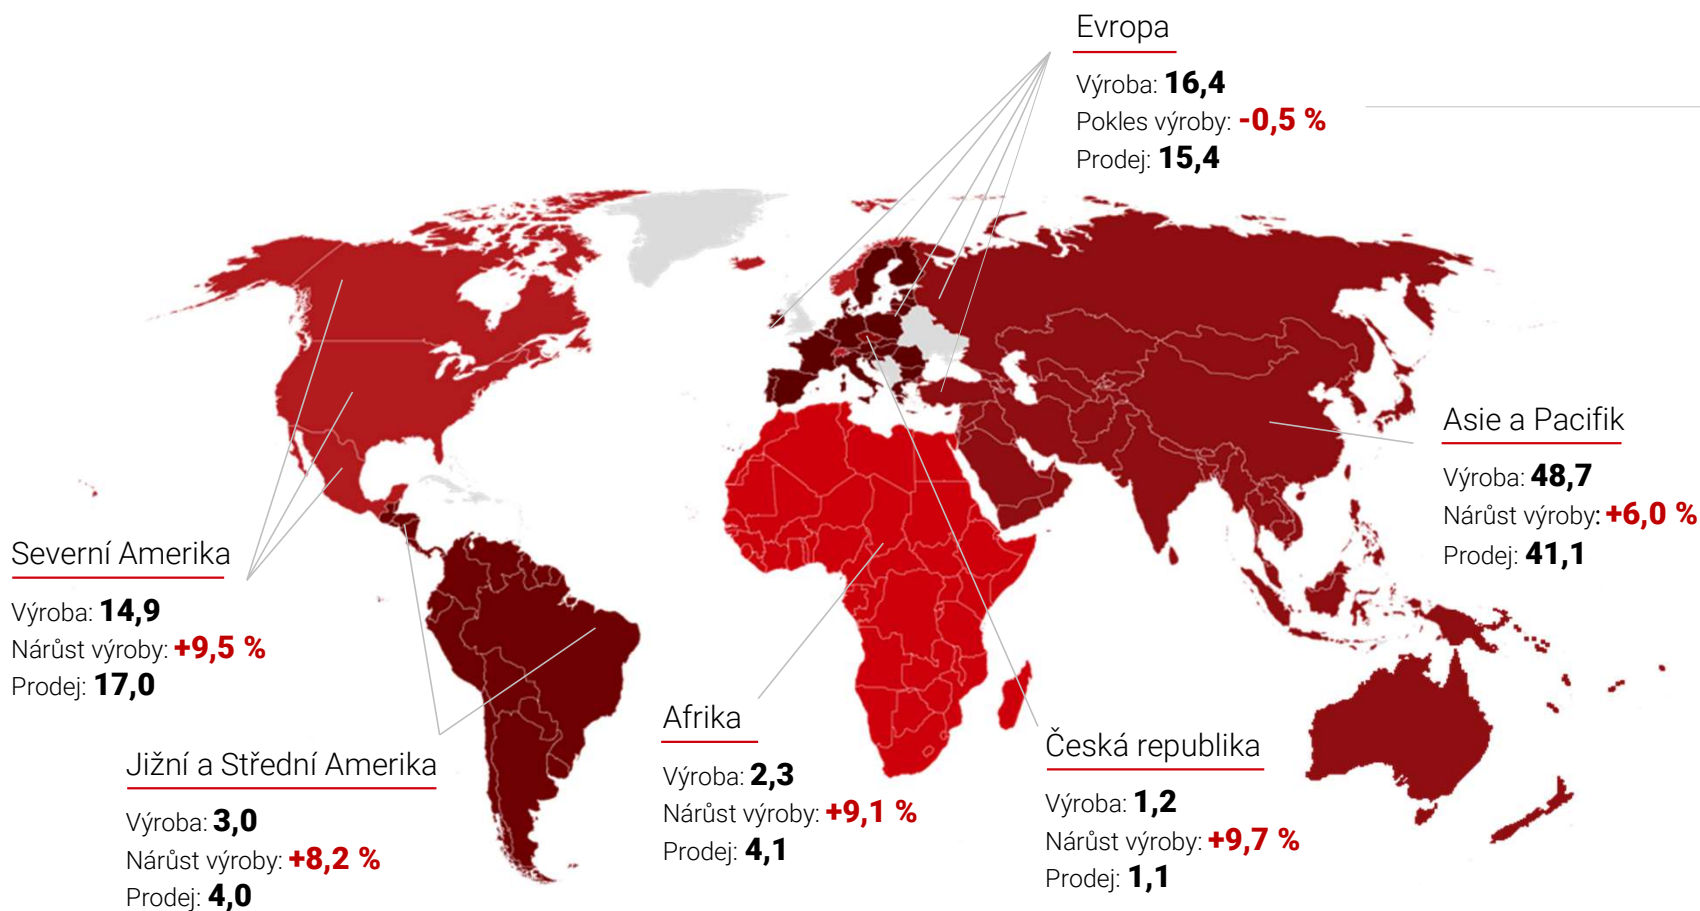 Evropa
Výroba: 16,4
Pokles výroby: -0,5 %
Prodej: 15,4
Asie a Pacifik
Výroba: 48,7
Nárůst výroby: +6,0 %
Prodej: 41,1
Severní Amerika
Výroba: 14,9
Nárůst výroby: +9,5 %
Prodej: 17,0
Jižní a Střední Amerika
Výroba: 3,0
Nárůst výroby: +8,2 %
Prodej: 4,0
Afrika
Výroba: 2,3
Nárůst výroby: +9,1 %
Prodej: 4,1
Česká republika
Výroba: 1,2
Nárůst výroby: +9,7 %
Prodej: 1,1